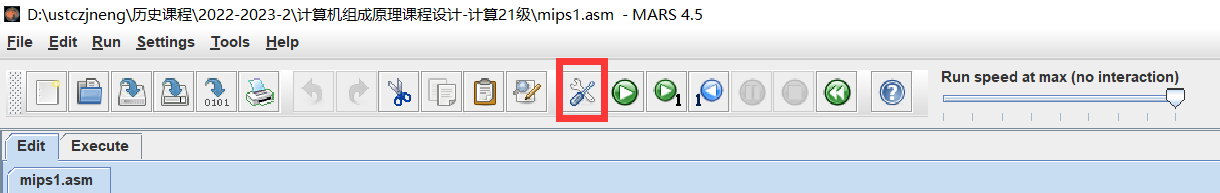 D:\ustczjneng\历史课程\2022-2023-2\计算机组成原理课程设计-计算21级\mips1.asm - MARS 4.5
File Edit Run Settings Tools Help
0101
1
1
Run speed at max (no interaction)
Edit Execute
mips1.asm